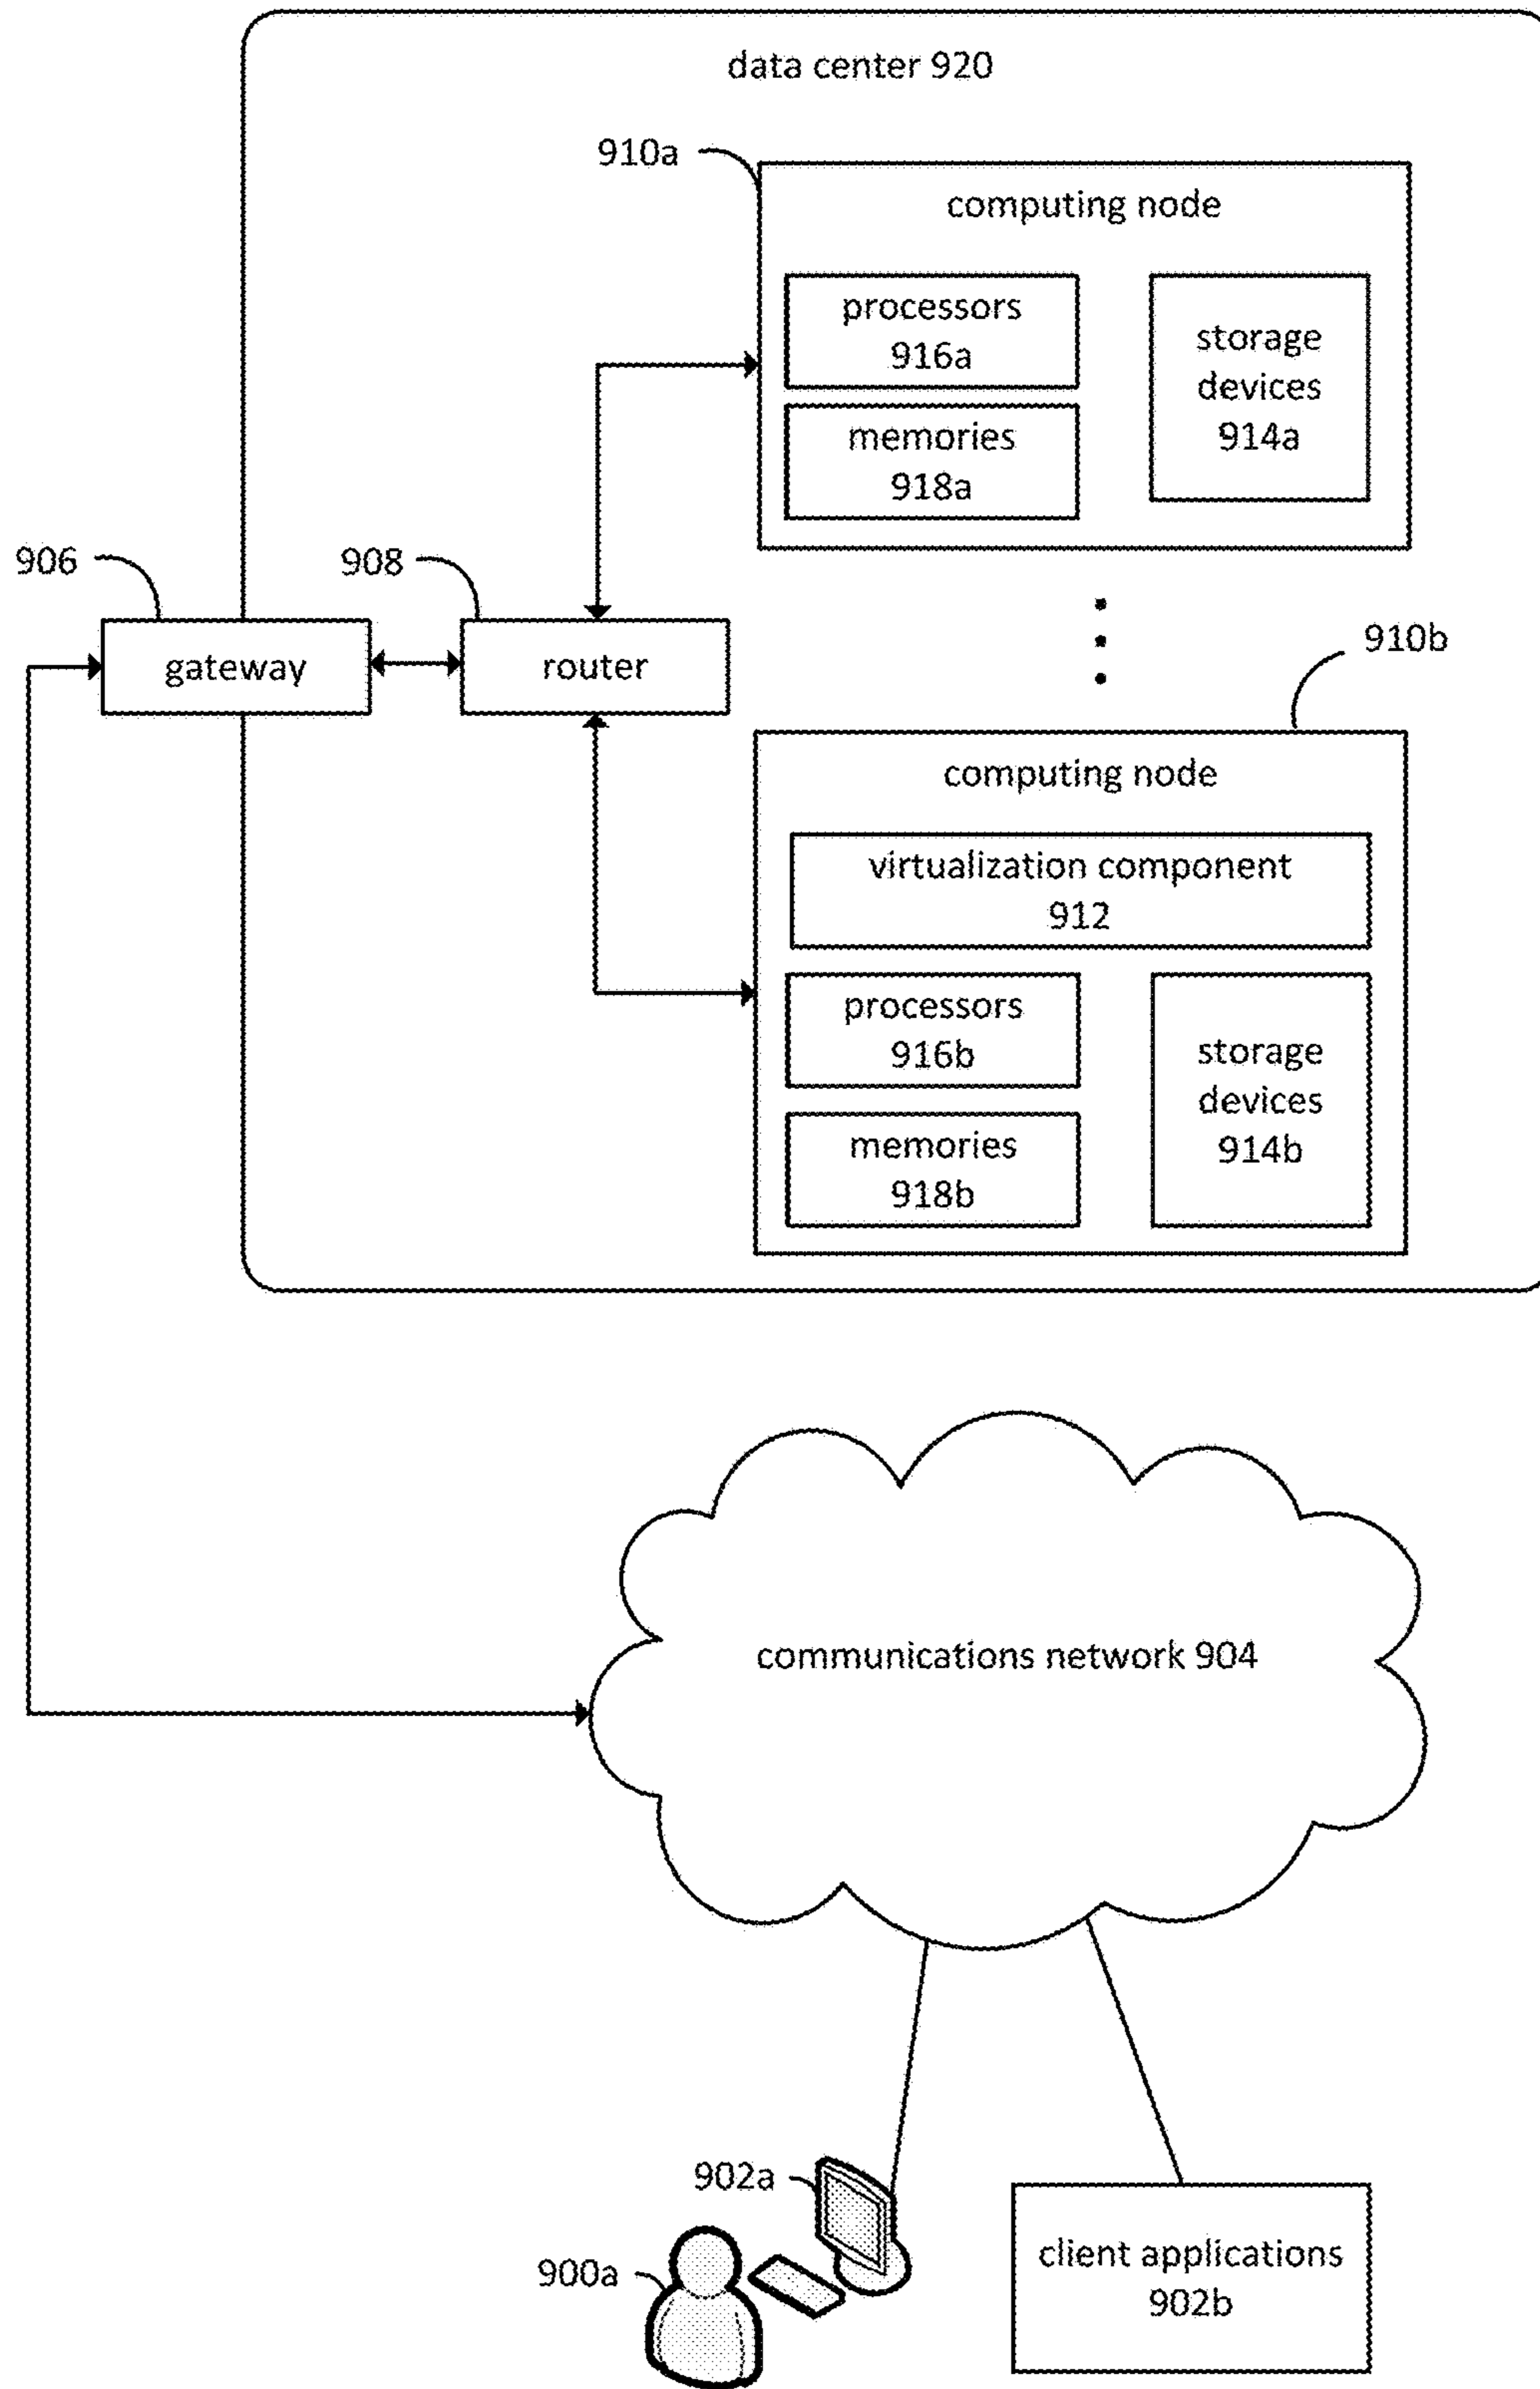 data center 920
910a
computing node
processors
916a
storage
devices
914a
memories
918a
906
908
gateway
router
910b
computing node
virtualization component
912
processors
916b
storage
devices
914b
memories
918b
communications network 904
902a
900a
client applications
902b